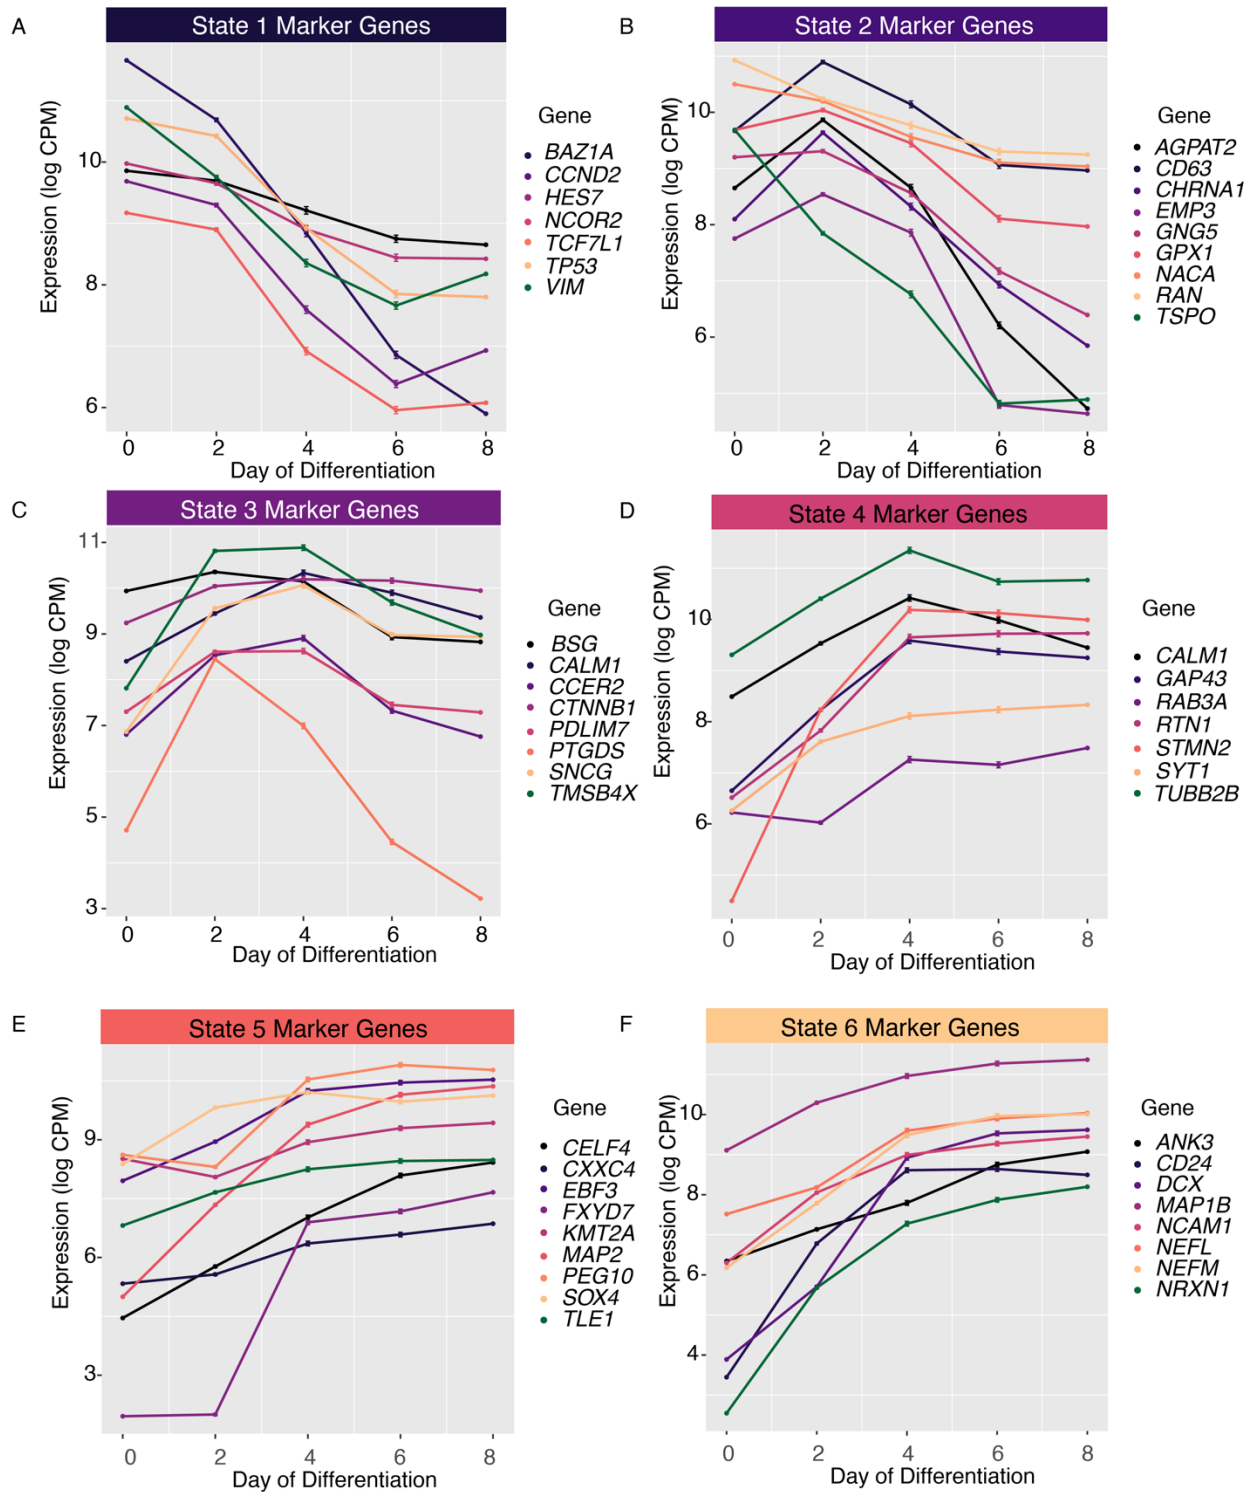 A
State 1 Marker Genes
Expression (log CPM)
10
8
6
0 2 4 6 8
Day of Differentiation
Gene
BAZ1A
CCND2
HES7
NCOR2
TCF7L1
TP53
VIM
B
State 2 Marker Genes
Expression (log CPM)
10
8
6
0 2 4 6 8
Day of Differentiation
Gene
AGPAT2
CD63
CHRNA1
EMP3
GNG5
GPX1
NACA
RAN
TSPO
C
State 3 Marker Genes
Expression (log CPM)
11
9
7
5
3
0 2 4 6 8
Day of Differentiation
Gene
BSG
CALM1
CCER2
CTNNB1
PDLIM7
PTGDS
SNCG
TMSB4X
D
State 4 Marker Genes
Expression (log CPM)
10
8
6
0 2 4 6 8
Day of Differentiation
Gene
CALM1
GAP43
RAB3A
RTN1
STMN2
SYT1
TUBB2B
E
State 5 Marker Genes
Expression (log CPM)
9
6
3
0 2 4 6 8
Day of Differentiation
Gene
CELF4
CXXC4
EBF3
FXYD7
KMT2A
MAP2
PEG10
SOX4
TLE1
F
State 6 Marker Genes
Expression (log CPM)
10
8
6
4
0 2 4 6 8
Day of Differentiation
Gene
ANK3
CD24
DCX
MAP1B
NCAM1
NEFL
NEFM
NRXN1